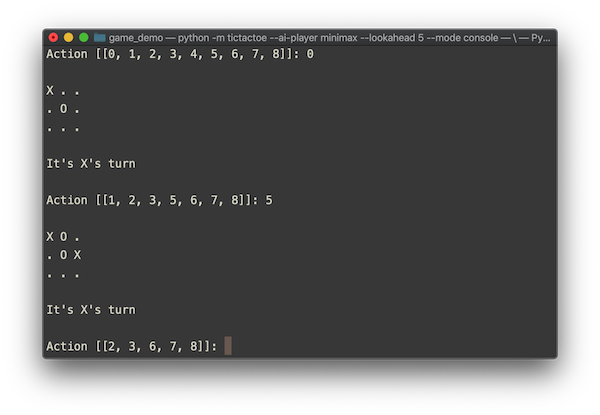 game_demo — python -m tictactoe --ai-player minimax --lookahead 5 --mode console — \ — Py...
Action [[0, 1, 2, 3, 4, 5, 6, 7, 8]]: 0
X . .
. O .
. . .
It's X's turn
Action [[1, 2, 3, 5, 6, 7, 8]]: 5
X O .
. O X
. . .
It's X's turn
Action [[2, 3, 6, 7, 8]]: